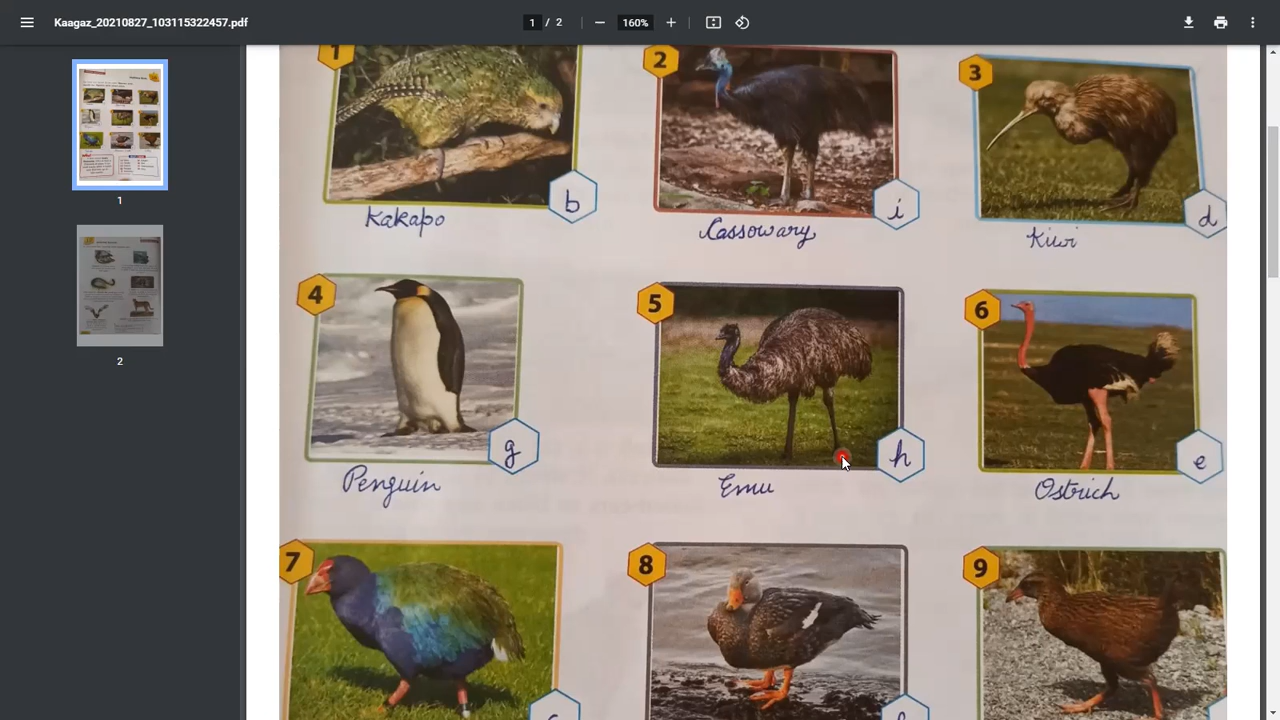 Kaagaz_20210827_103115322457.pdf
1 / 2
160%
1
2
3
b
i
d
Kakapo
Cassowary
Kiwi
4
5
6
g
h
e
Penguin
Emu
Ostrich
7
8
9
1
2